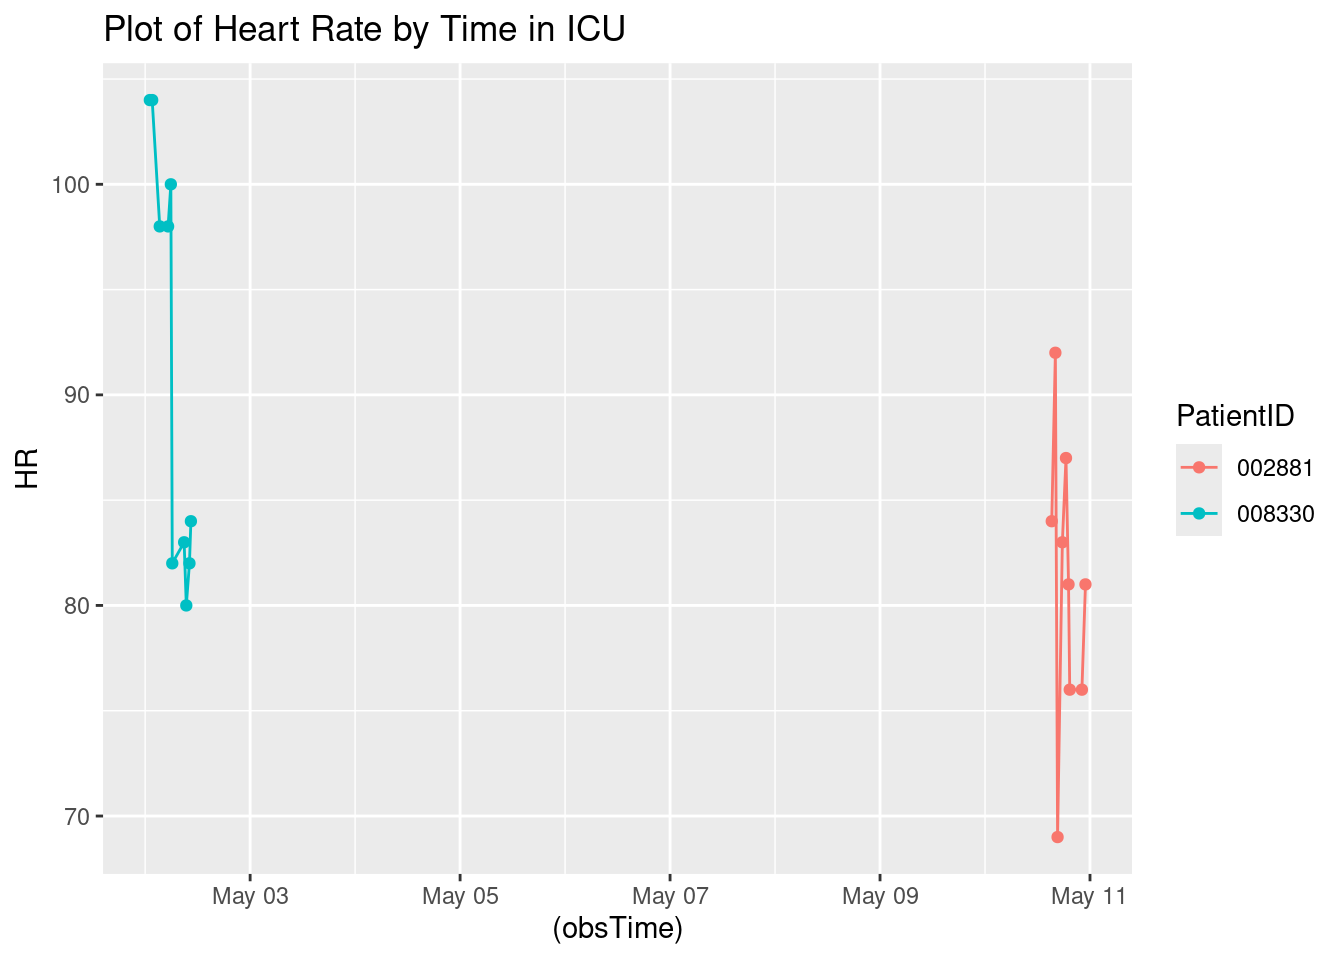 Plot of Heart Rate by Time in ICU
HR
100
90
80
70
May 03 May 05 May 07 May 09 May 11
(obsTime)
PatientID
002881
008330